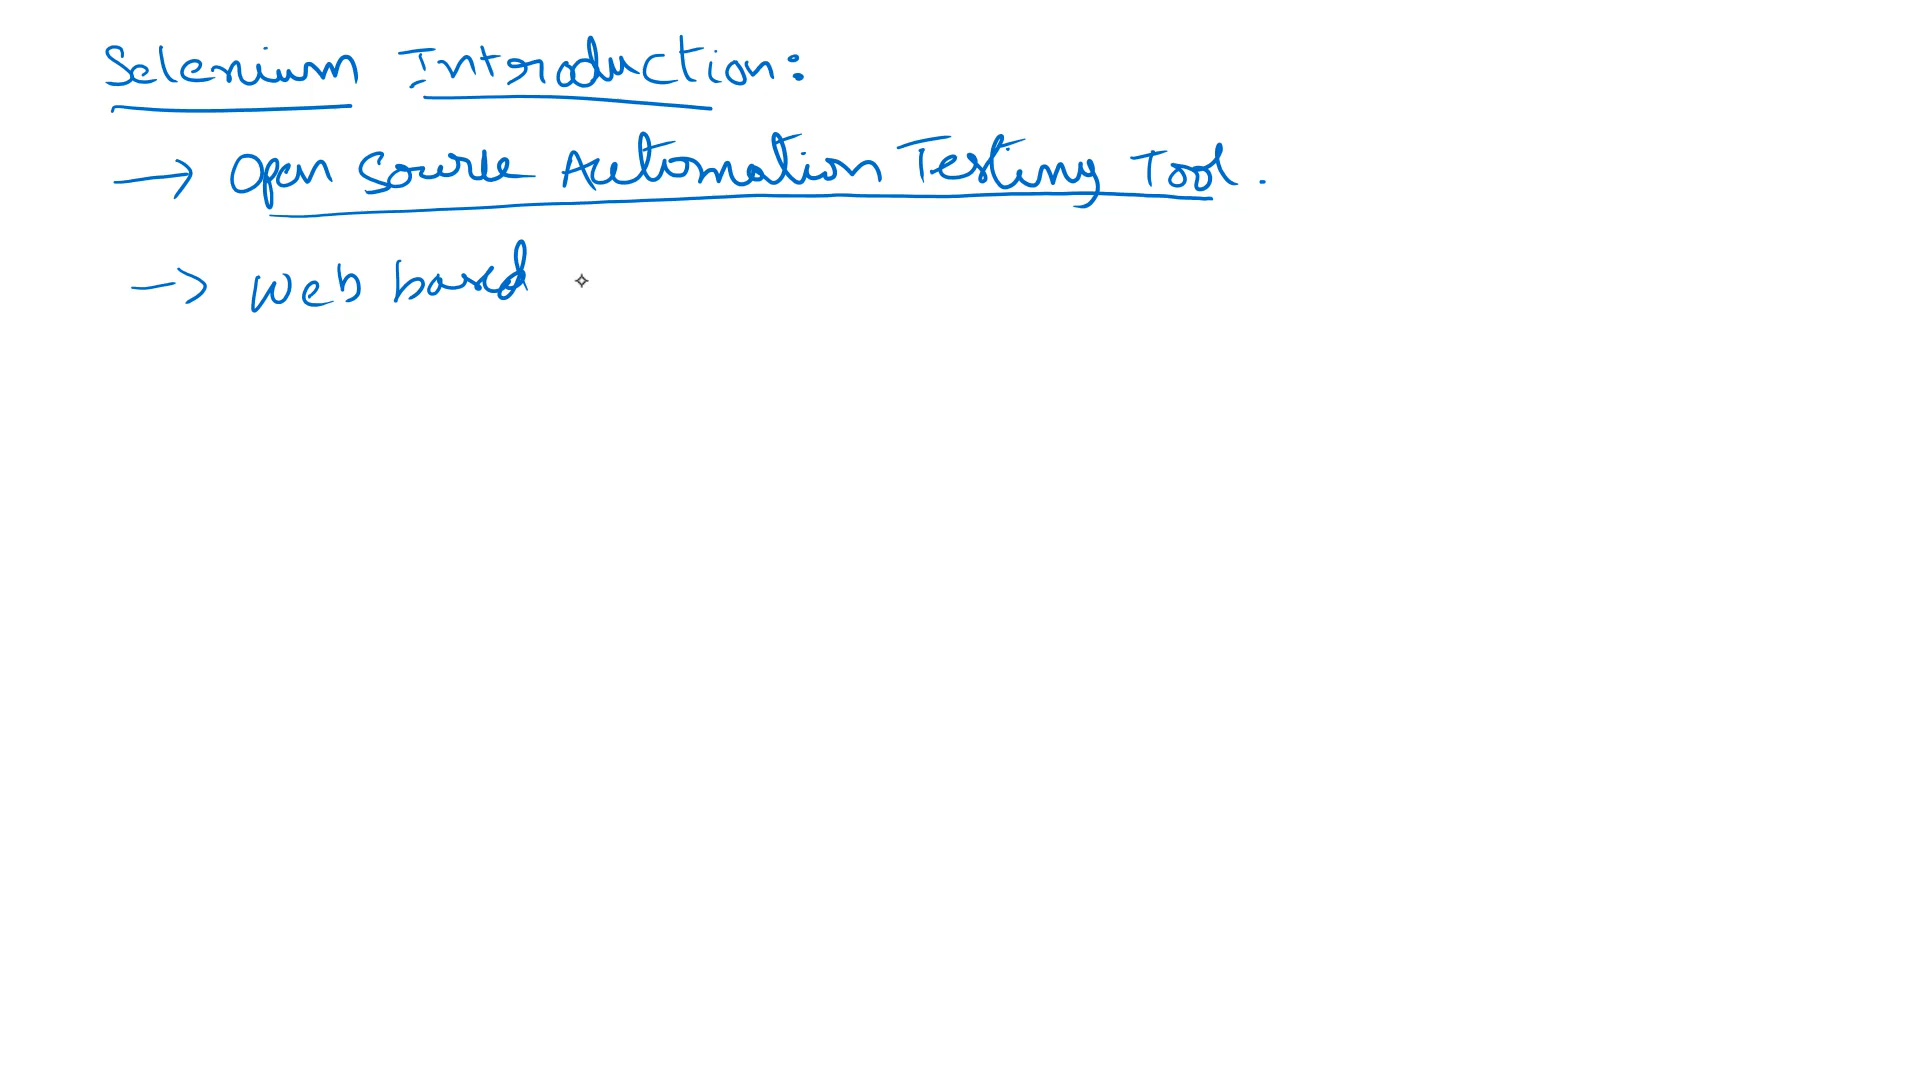 Selenium Introduction:
→ Open Source Automation Testing Tool.
→ Web based